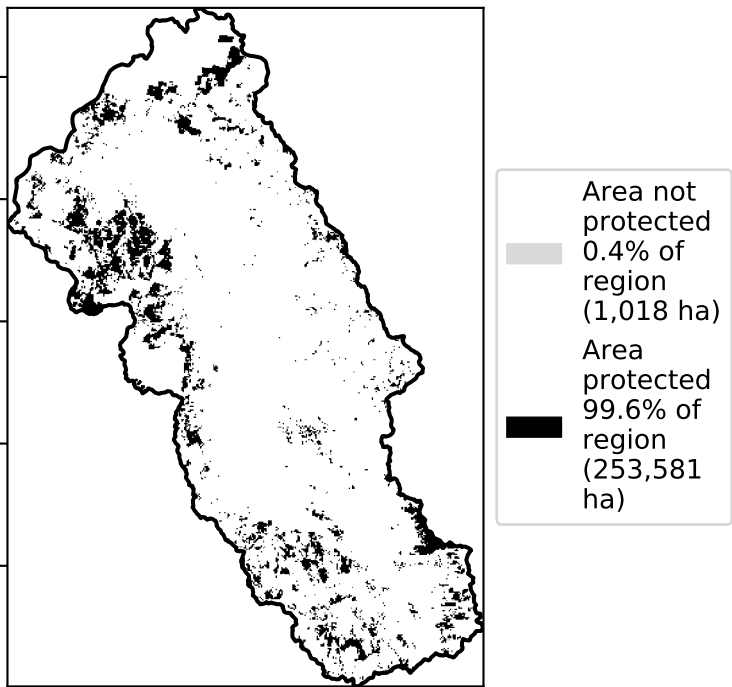 Area not
protected
0.4% of
region
(1,018 ha)
Area
protected
99.6% of
region
(253,581
ha)